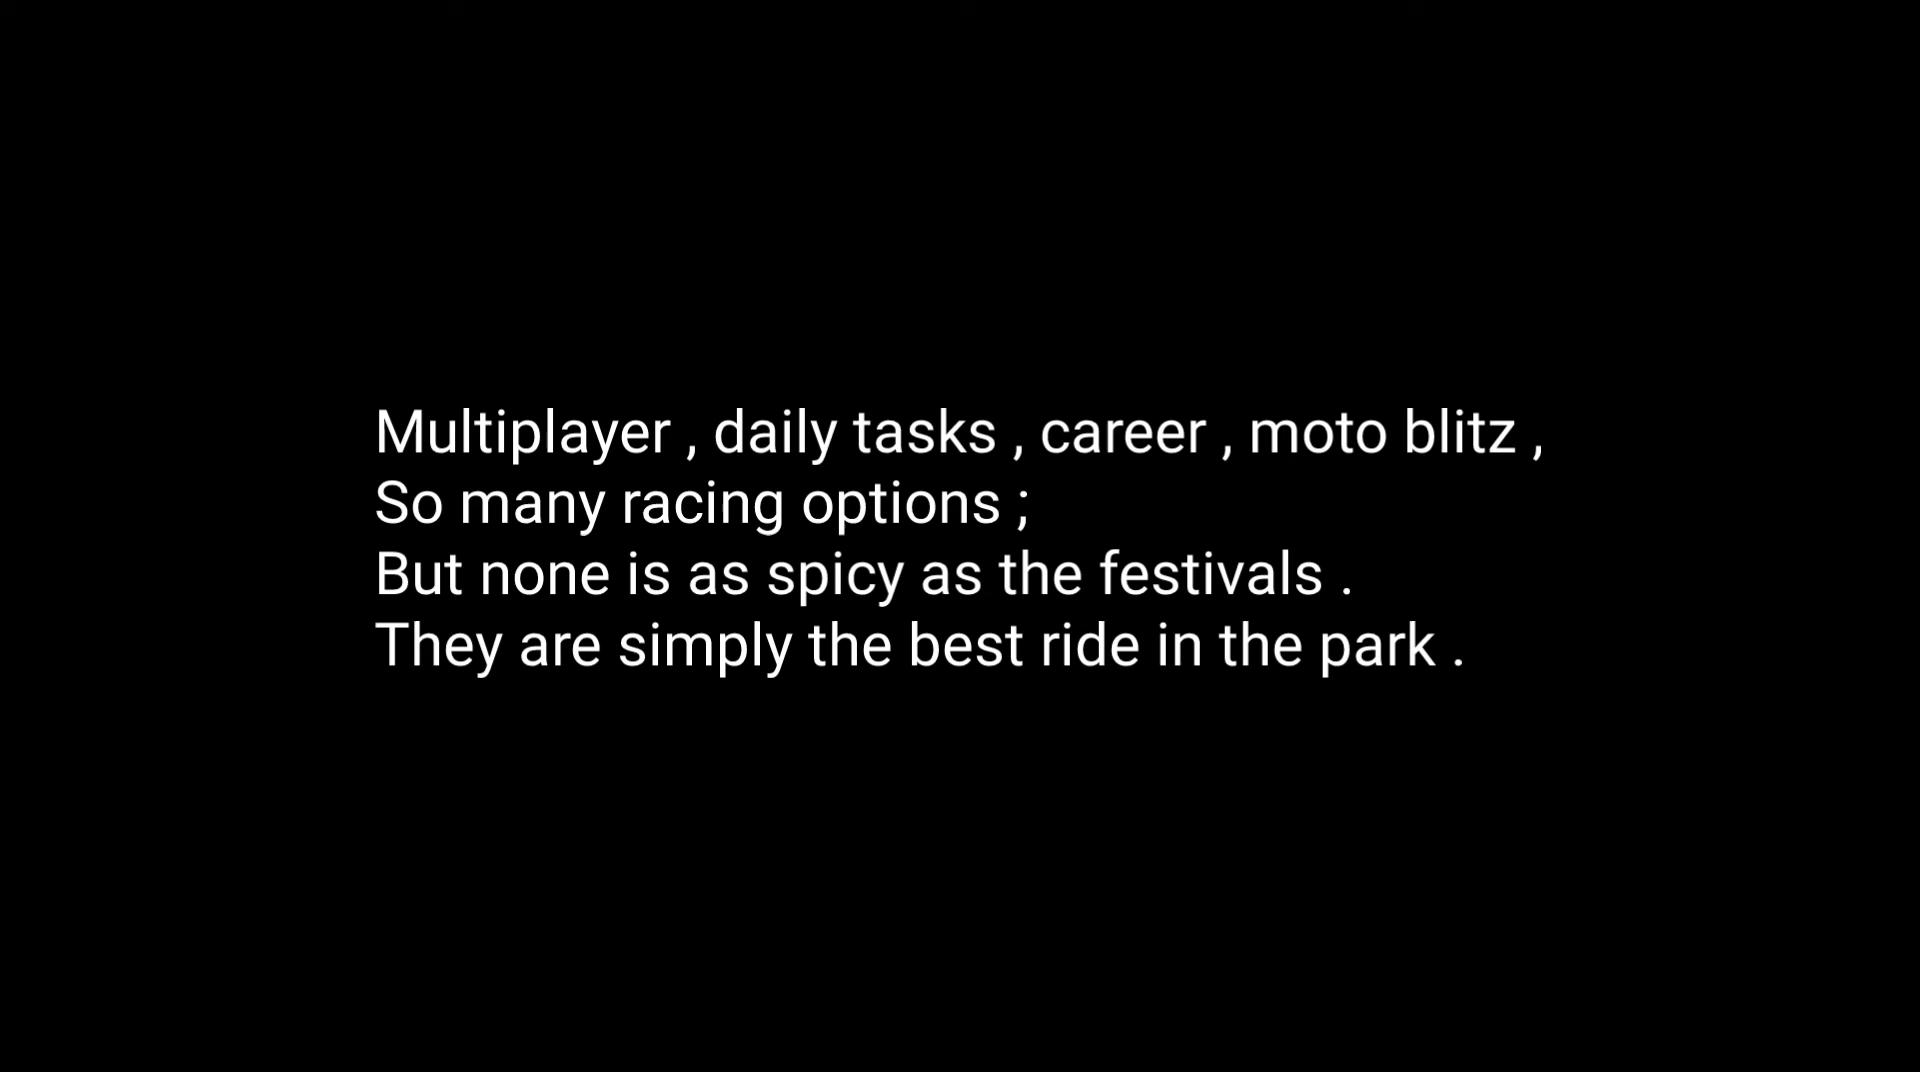 Multiplayer , daily tasks , career , moto blitz ,
So many racing options ;
But none is as spicy as the festivals .
They are simply the best ride in the park .